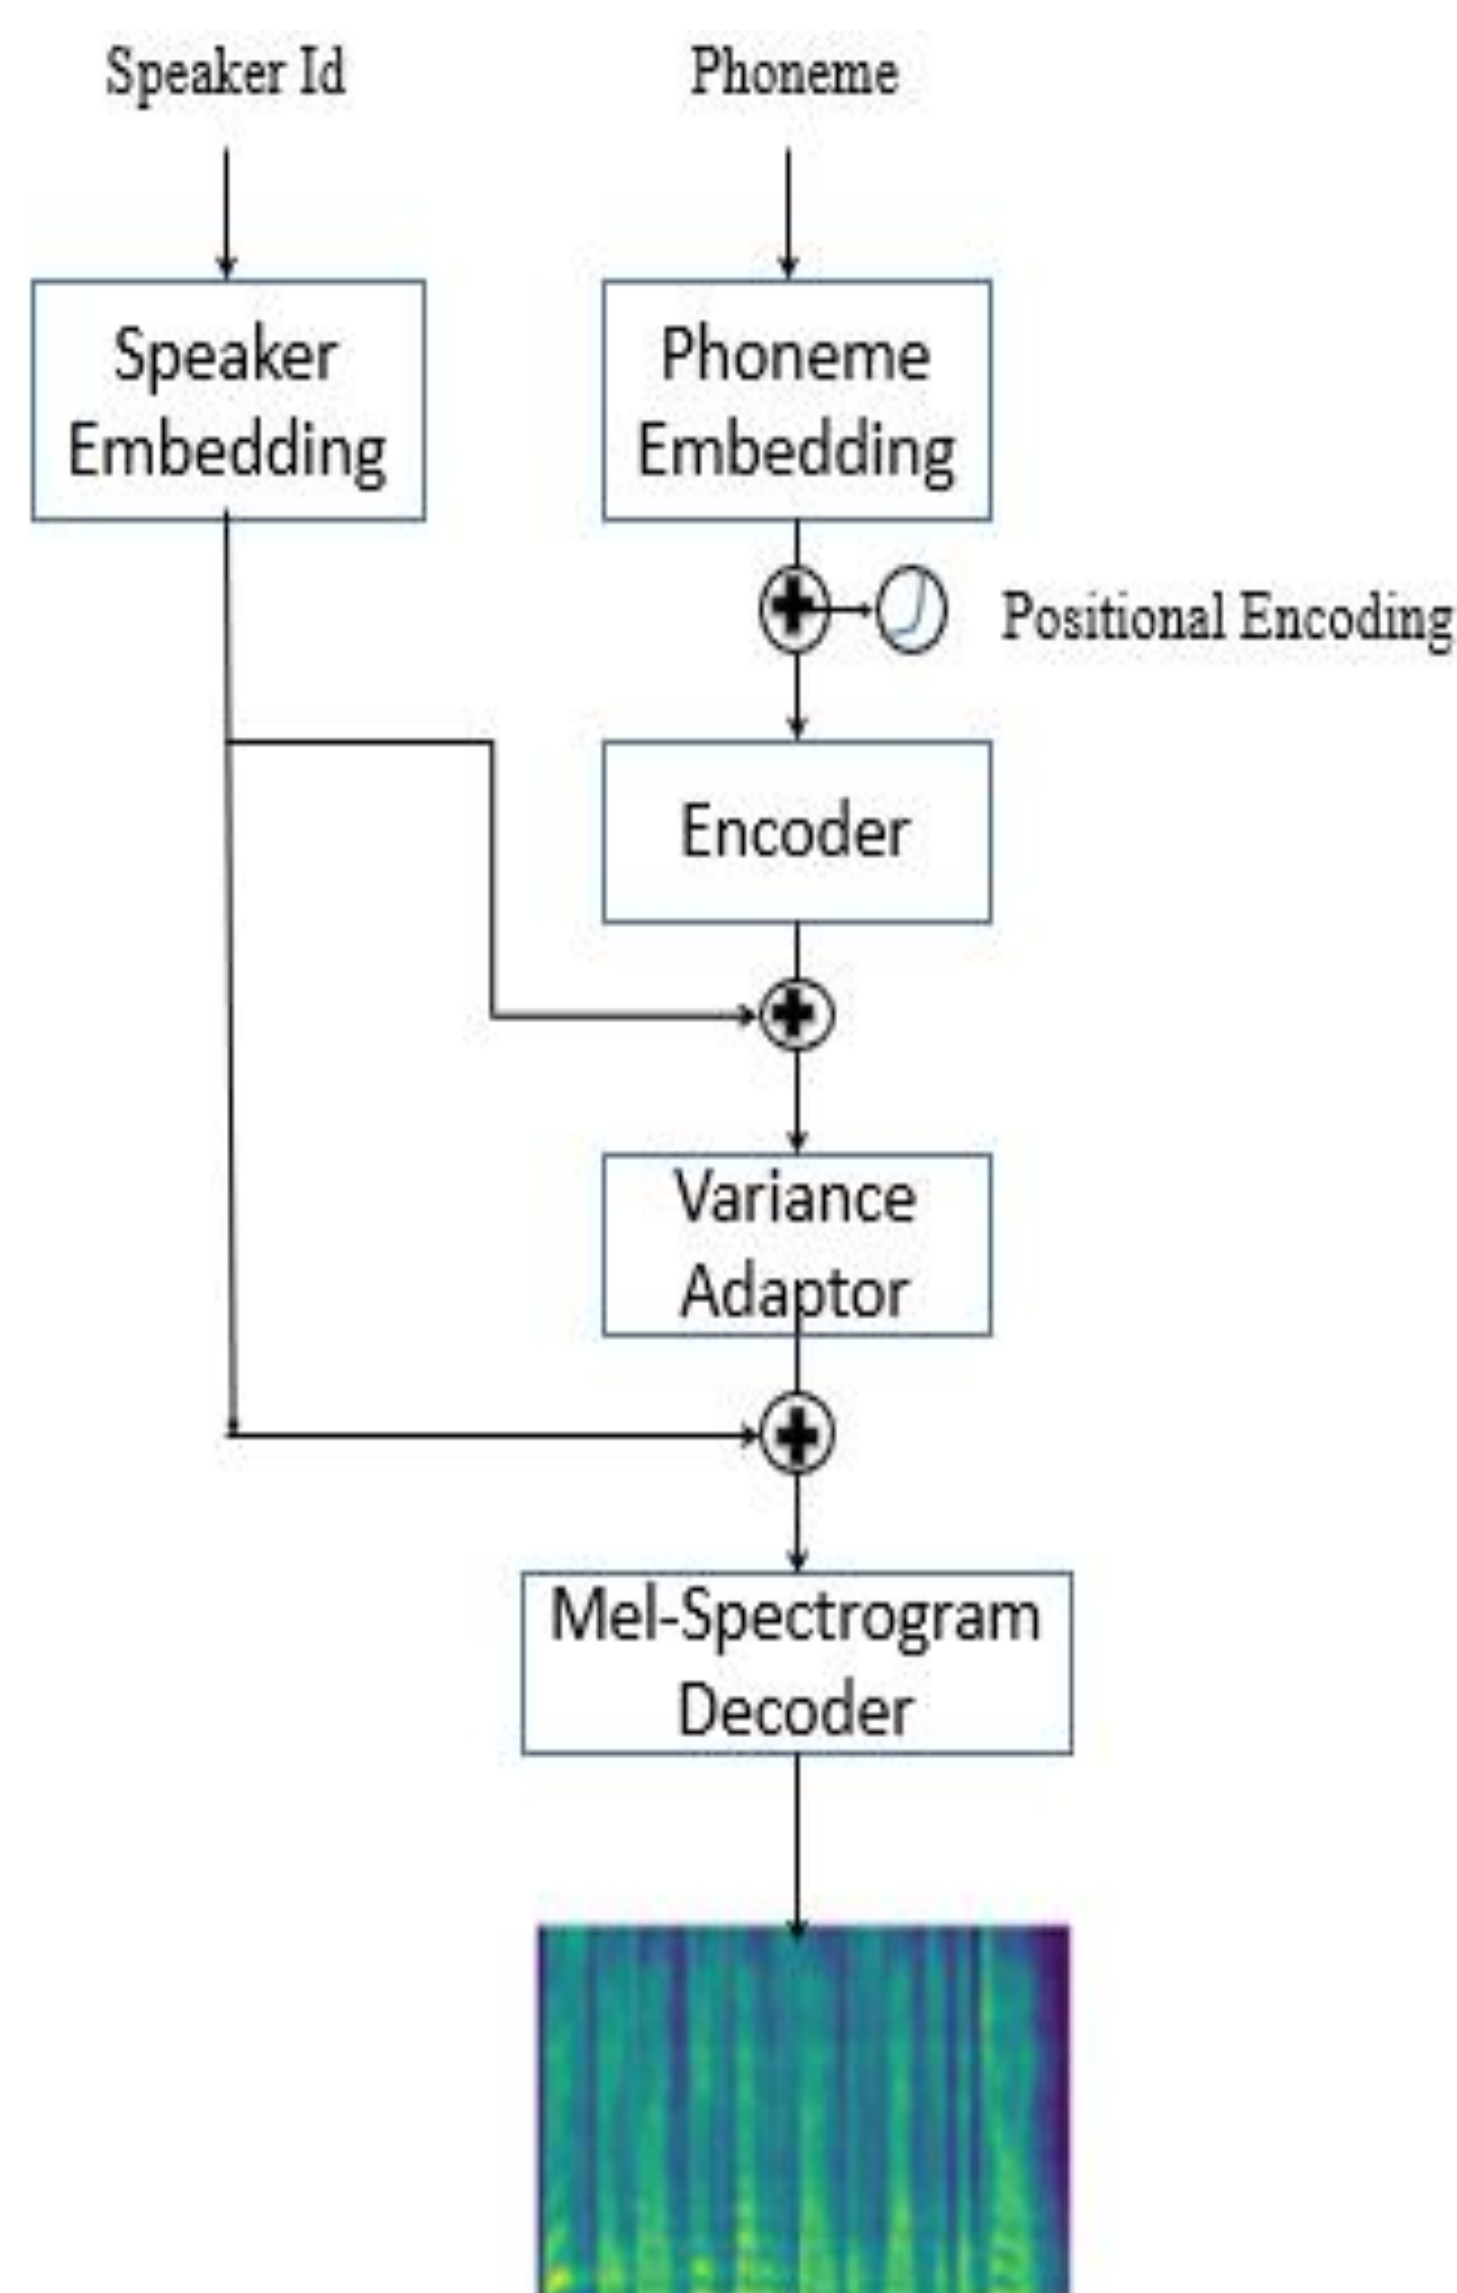 Speaker Id
Phoneme
Speaker
Embedding
Phoneme
Embedding
Positional Encoding
Encoder
Variance
Adaptor
Mel-Spectrogram
Decoder